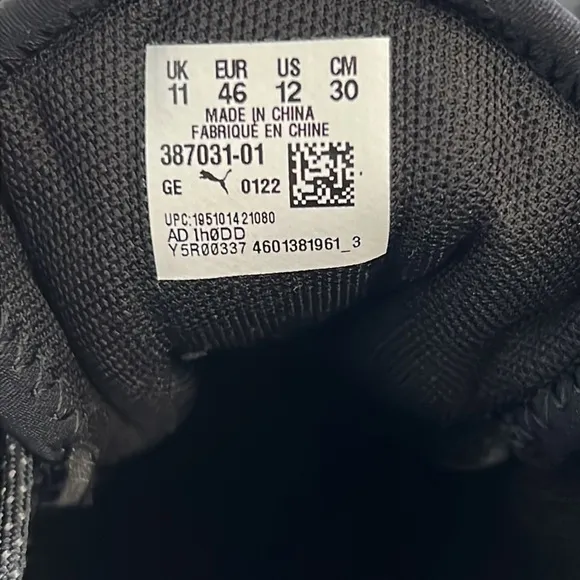 UK EUR US CM
11 46 12 30
MADE IN CHINA
FABRIQUÉ EN CHINE
387031-01
GE 0122
UPC:195101421080
AD 1h0DD
Y5R00337 4601381961_3